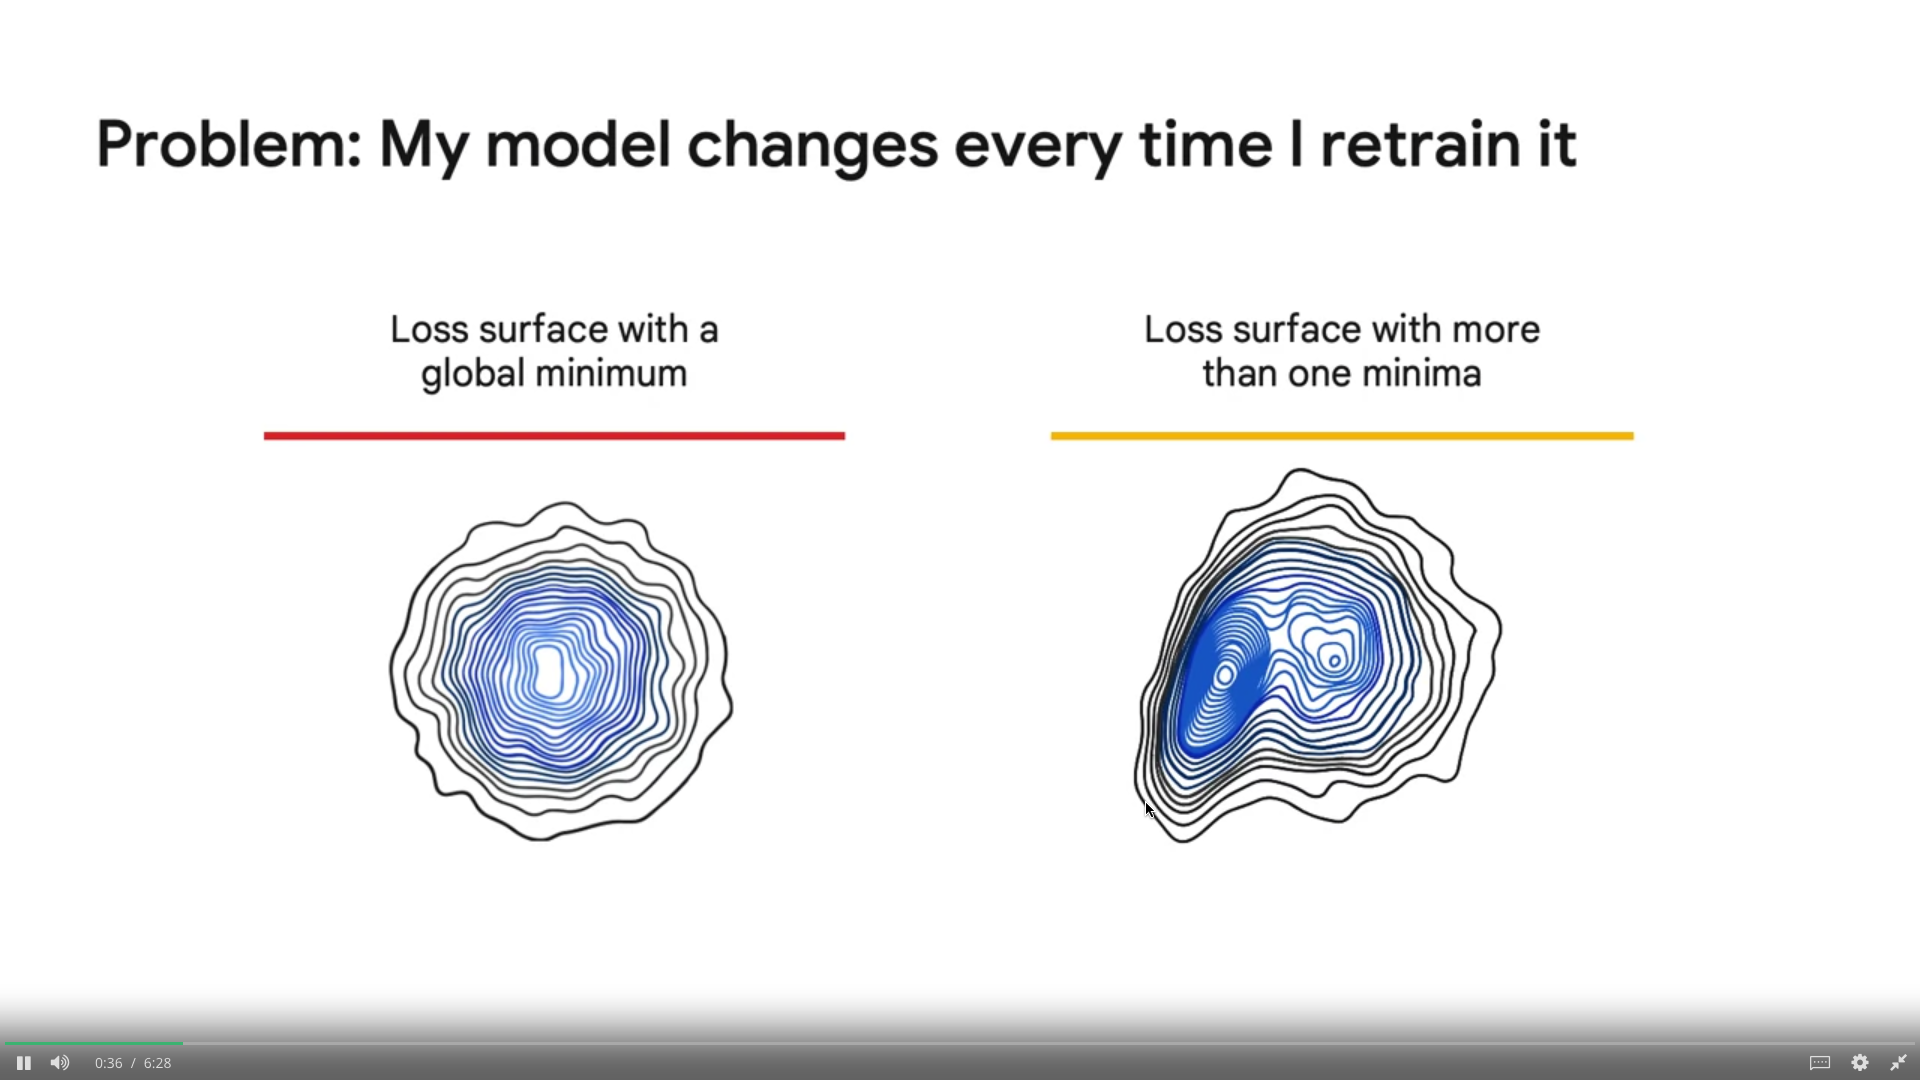 Problem: My model changes every time I retrain it
Loss surface with a
global minimum
Loss surface with more
than one minima
0:36 / 6:28